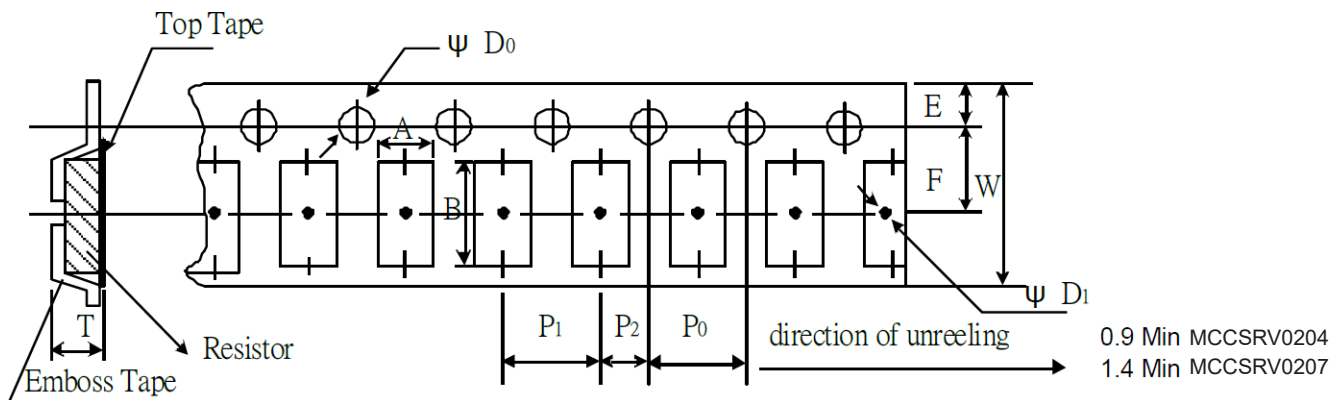 Top Tape
Ψ D0
E
A
F
W
B
Ψ D1
T
P1
P2
P0
Resistor
direction of unreeling
0.9 Min MCCSRV0204
Emboss Tape
1.4 Min MCCSRV0207